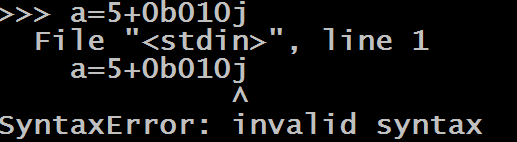 >>> a=5+0b010j
  File "<stdin>", line 1
    a=5+0b010j
             ^
SyntaxError: invalid syntax